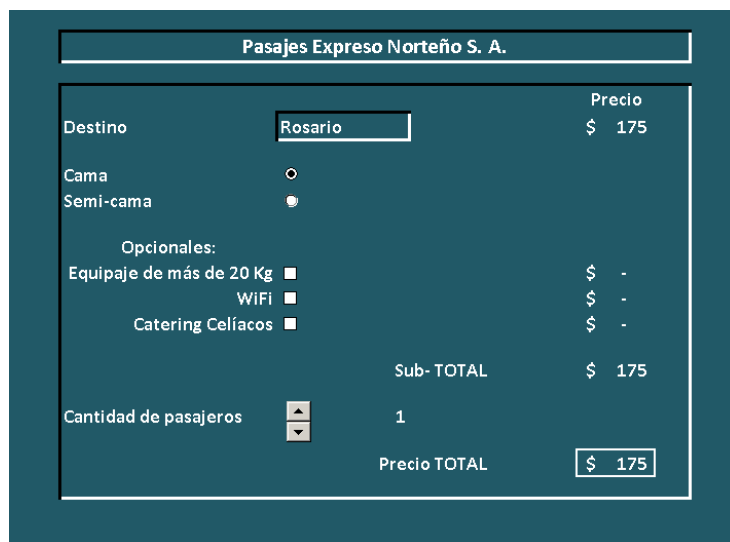 Pasajes Expreso Norteño S. A.
Precio
Destino Rosario $ 175
Cama
Semi-cama
Opcionales:
Equipaje de más de 20 Kg $ -
WiFi $ -
Catering Celíacos $ -
Sub- TOTAL $ 175
Cantidad de pasajeros 1
Precio TOTAL $ 175